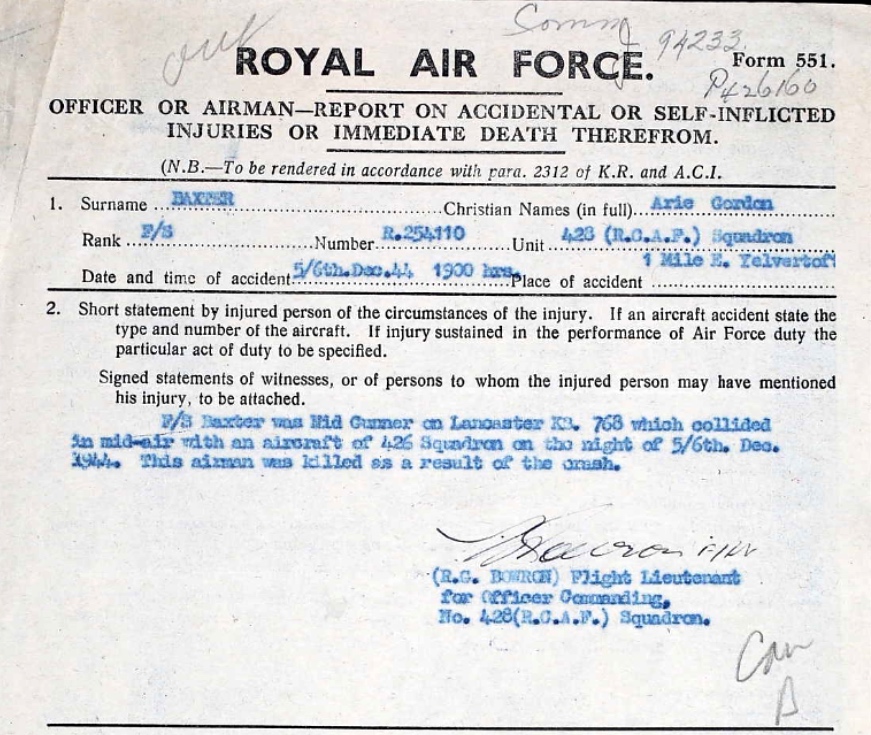 out
94233
ROYAL AIR FORCE. Form 551.
P426160
OFFICER OR AIRMAN—REPORT ON ACCIDENTAL OR SELF-INFLICTED
INJURIES OR IMMEDIATE DEATH THEREFROM.
(N.B.—To be rendered in accordance with para. 2312 of K.R. and A.C.I.
1. Surname BAXTER Christian Names (in full) Arie Gordon
Rank F/S Number R.254110 Unit 428 (R.C.A.F.) Squadron
Date and time of accident 5/6th.Dec.44 1900 hrs. Place of accident 1 Mile E. Yelvertoft
2. Short statement by injured person of the circumstances of the injury. If an aircraft accident state the
type and number of the aircraft. If injury sustained in the performance of Air Force duty the
particular act of duty to be specified.
Signed statements of witnesses, or of persons to whom the injured person may have mentioned
his injury, to be attached.
F/S Baxter was Mid Gunner on Lancaster KB. 768 which collided
in mid-air with an aircraft of 426 Squadron on the night of 5/6th. Dec.
1944. This airman was killed as a result of the crash.
F/Lt
(R.G. BOWRON) Flight Lieutenant
for Officer Commanding,
No. 428(R.C.A.F.) Squadron.